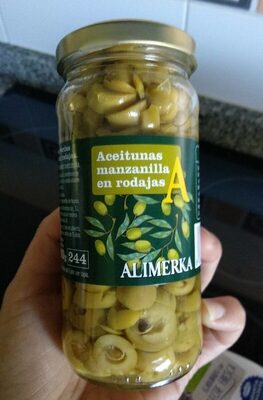 Aceitunas
manzanilla
en rodajas
A
ALIMERKA
244